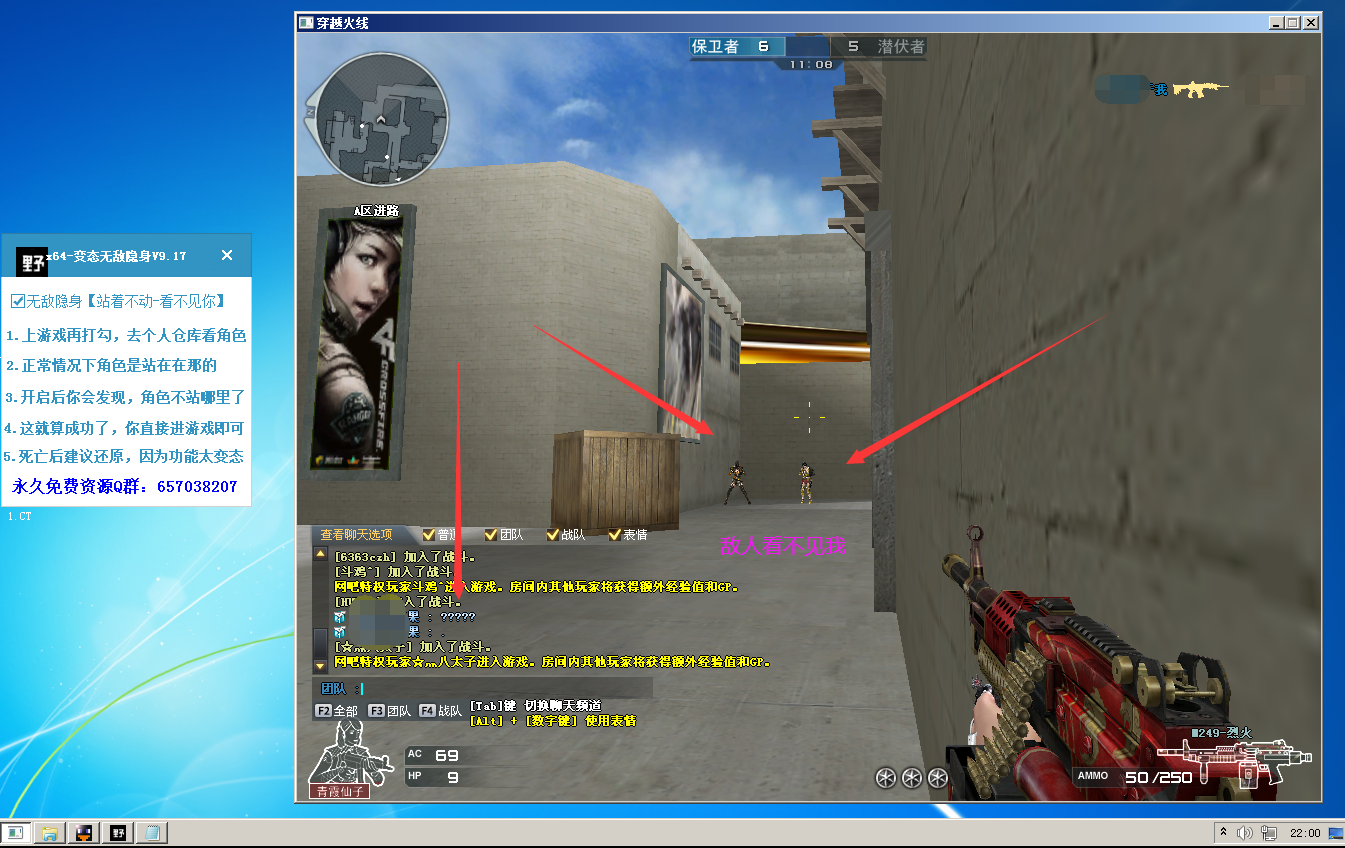 穿越火线
保卫者 6 5 潜伏者
11:08
我
A区进路
CROSSFIRE
野 x64-变态无敌隐身V9.17
无敌隐身【站着不动-看不见你】
1.上游戏再打勾，去个人仓库看角色
2.正常情况下角色是站在在那的
3.开启后你会发现，角色不站哪里了
4.这就算成功了，你直接进游戏即可
5.死亡后建议还原，因为功能太变态
永久免费资源Q群：657038207
1.CT
敌人看不见我
查看聊天选项 普通 团队 战队 表情
[6363czh] 加入了战斗。
[斗鸡^] 加入了战斗。
网吧特权玩家斗鸡^进入游戏。房间内其他玩家将获得额外经验值和GP。
入了战斗。
果 : ?????
果 : .
加入了战斗。
网吧特权玩家☆灬八太子进入游戏。房间内其他玩家将获得额外经验值和GP。
团队 :
F2 全部 F3 团队 F4 战队 [Tab]键 切换聊天频道
[Alt] + [数字键] 使用表情
AC 69
HP 9
青霞仙子
M249-烈火
AMMO 50/250
野
22:00